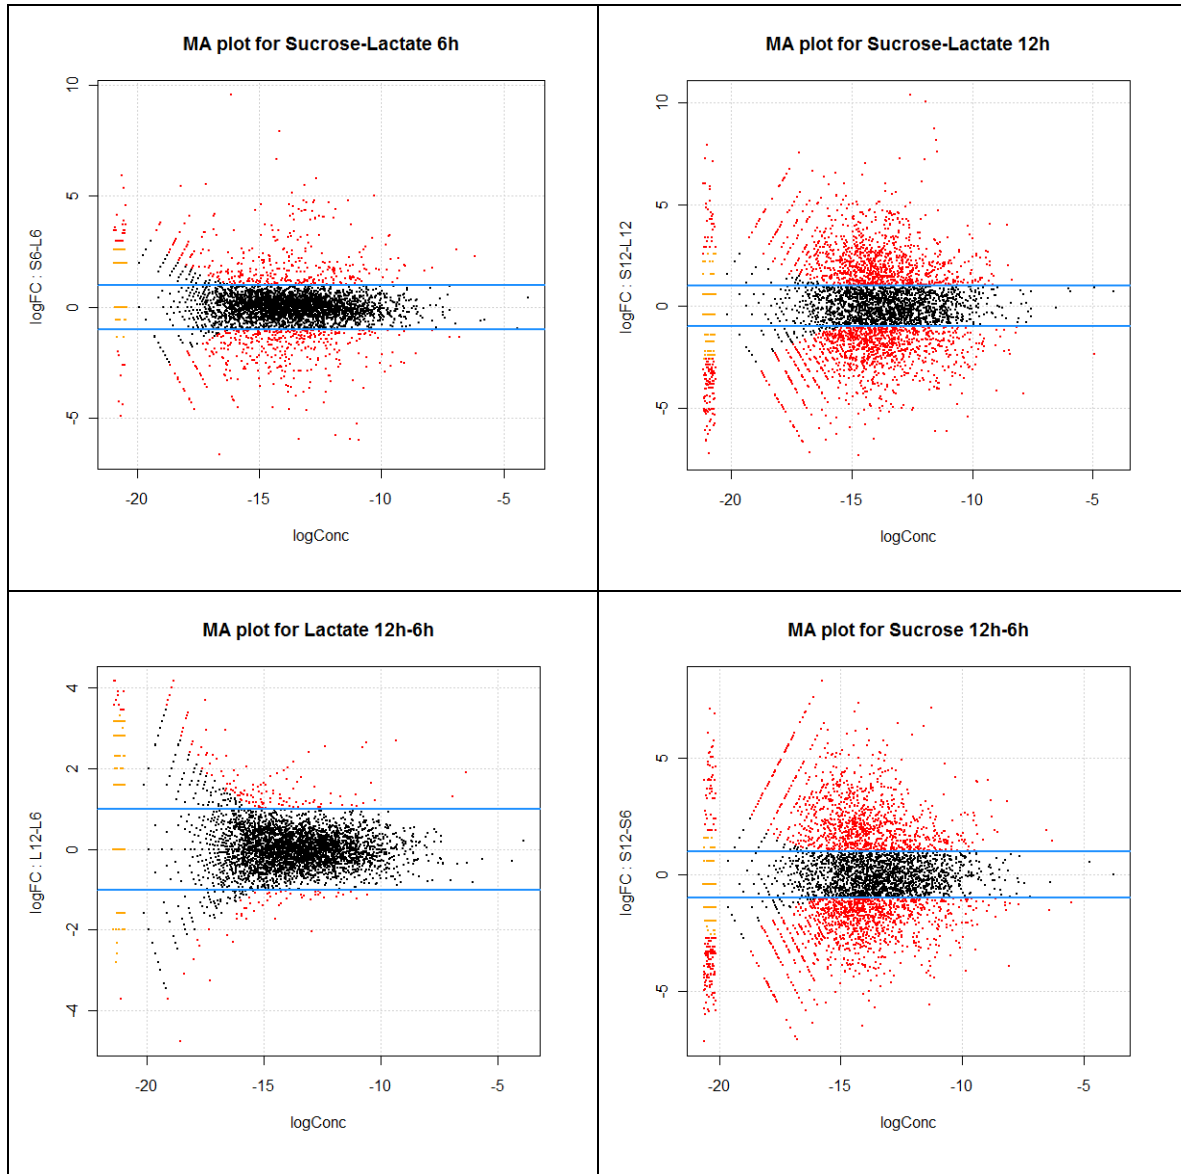 MA plot for Sucrose-Lactate 6h
10
5
0
-5
logFC : S6-L6
-20 -15 -10 -5
logConc
MA plot for Sucrose-Lactate 12h
10
5
0
-5
logFC : S12-L12
-20 -15 -10 -5
logConc
MA plot for Lactate 12h-6h
4
2
0
-2
-4
logFC : L12-L6
-20 -15 -10 -5
logConc
MA plot for Sucrose 12h-6h
5
0
-5
logFC : S12-S6
-20 -15 -10 -5
logConc